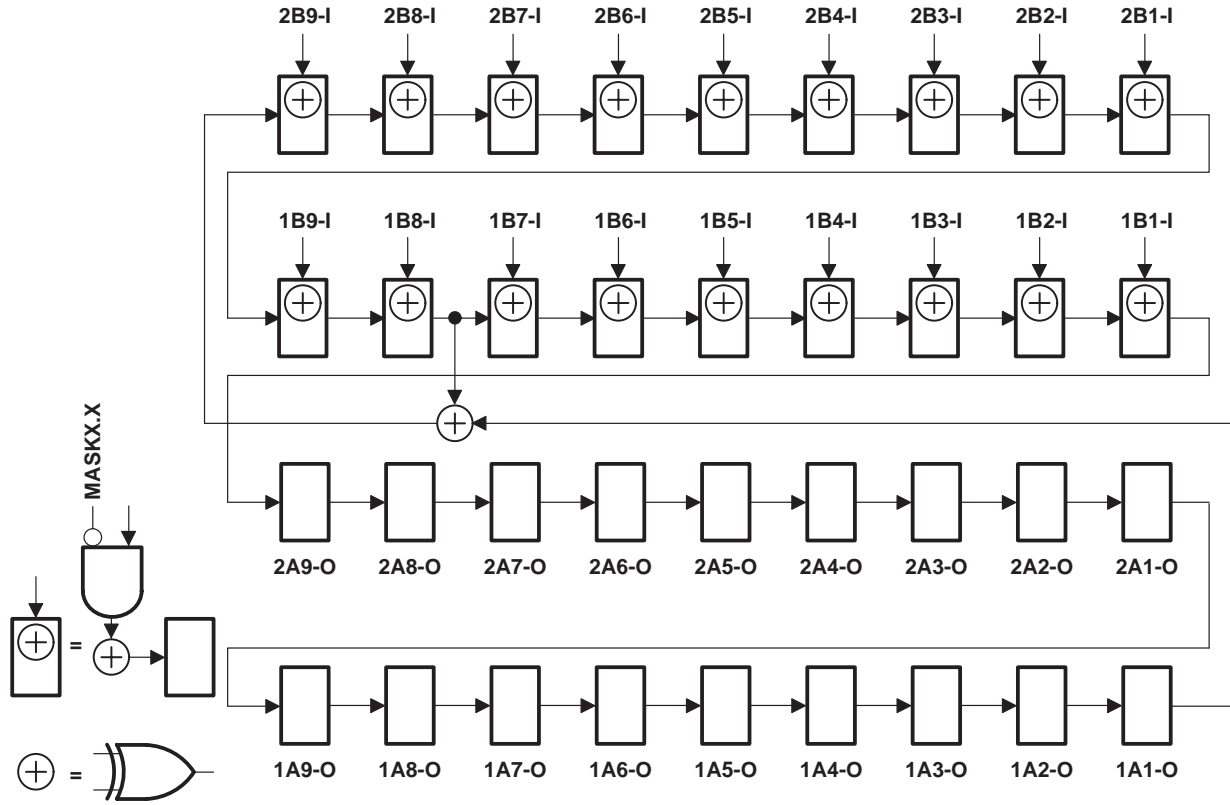 2B9-I 2B8-I 2B7-I 2B6-I 2B5-I 2B4-I 2B3-I 2B2-I 2B1-I
1B9-I 1B8-I 1B7-I 1B6-I 1B5-I 1B4-I 1B3-I 1B2-I 1B1-I
MASKX.X
2A9-O 2A8-O 2A7-O 2A6-O 2A5-O 2A4-O 2A3-O 2A2-O 2A1-O
=
1A9-O 1A8-O 1A7-O 1A6-O 1A5-O 1A4-O 1A3-O 1A2-O 1A1-O
=